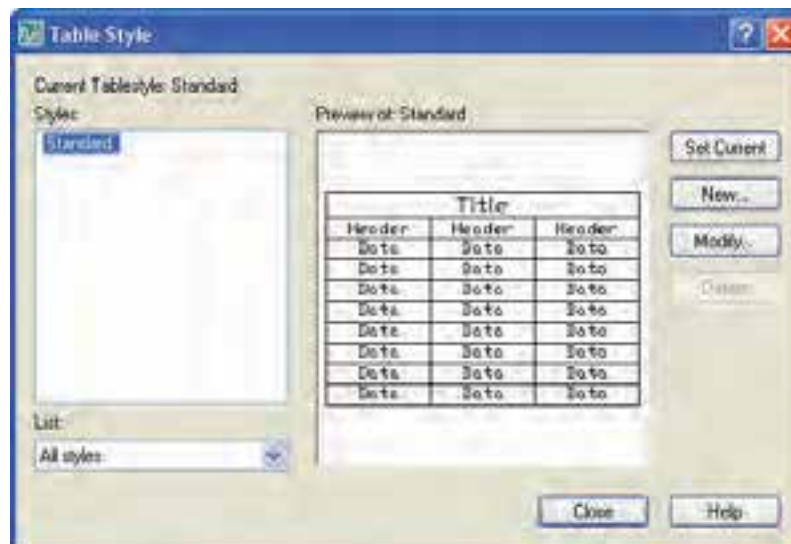 Table Style
Current Tablestyle: Standard
Styles:
Standard
Preview of: Standard
Title
Header Header Header
Data Data Data
Data Data Data
Data Data Data
Data Data Data
Data Data Data
Data Data Data
Data Data Data
Data Data Data
Set Current
New...
Modify...
Delete
List:
All styles
Close
Help